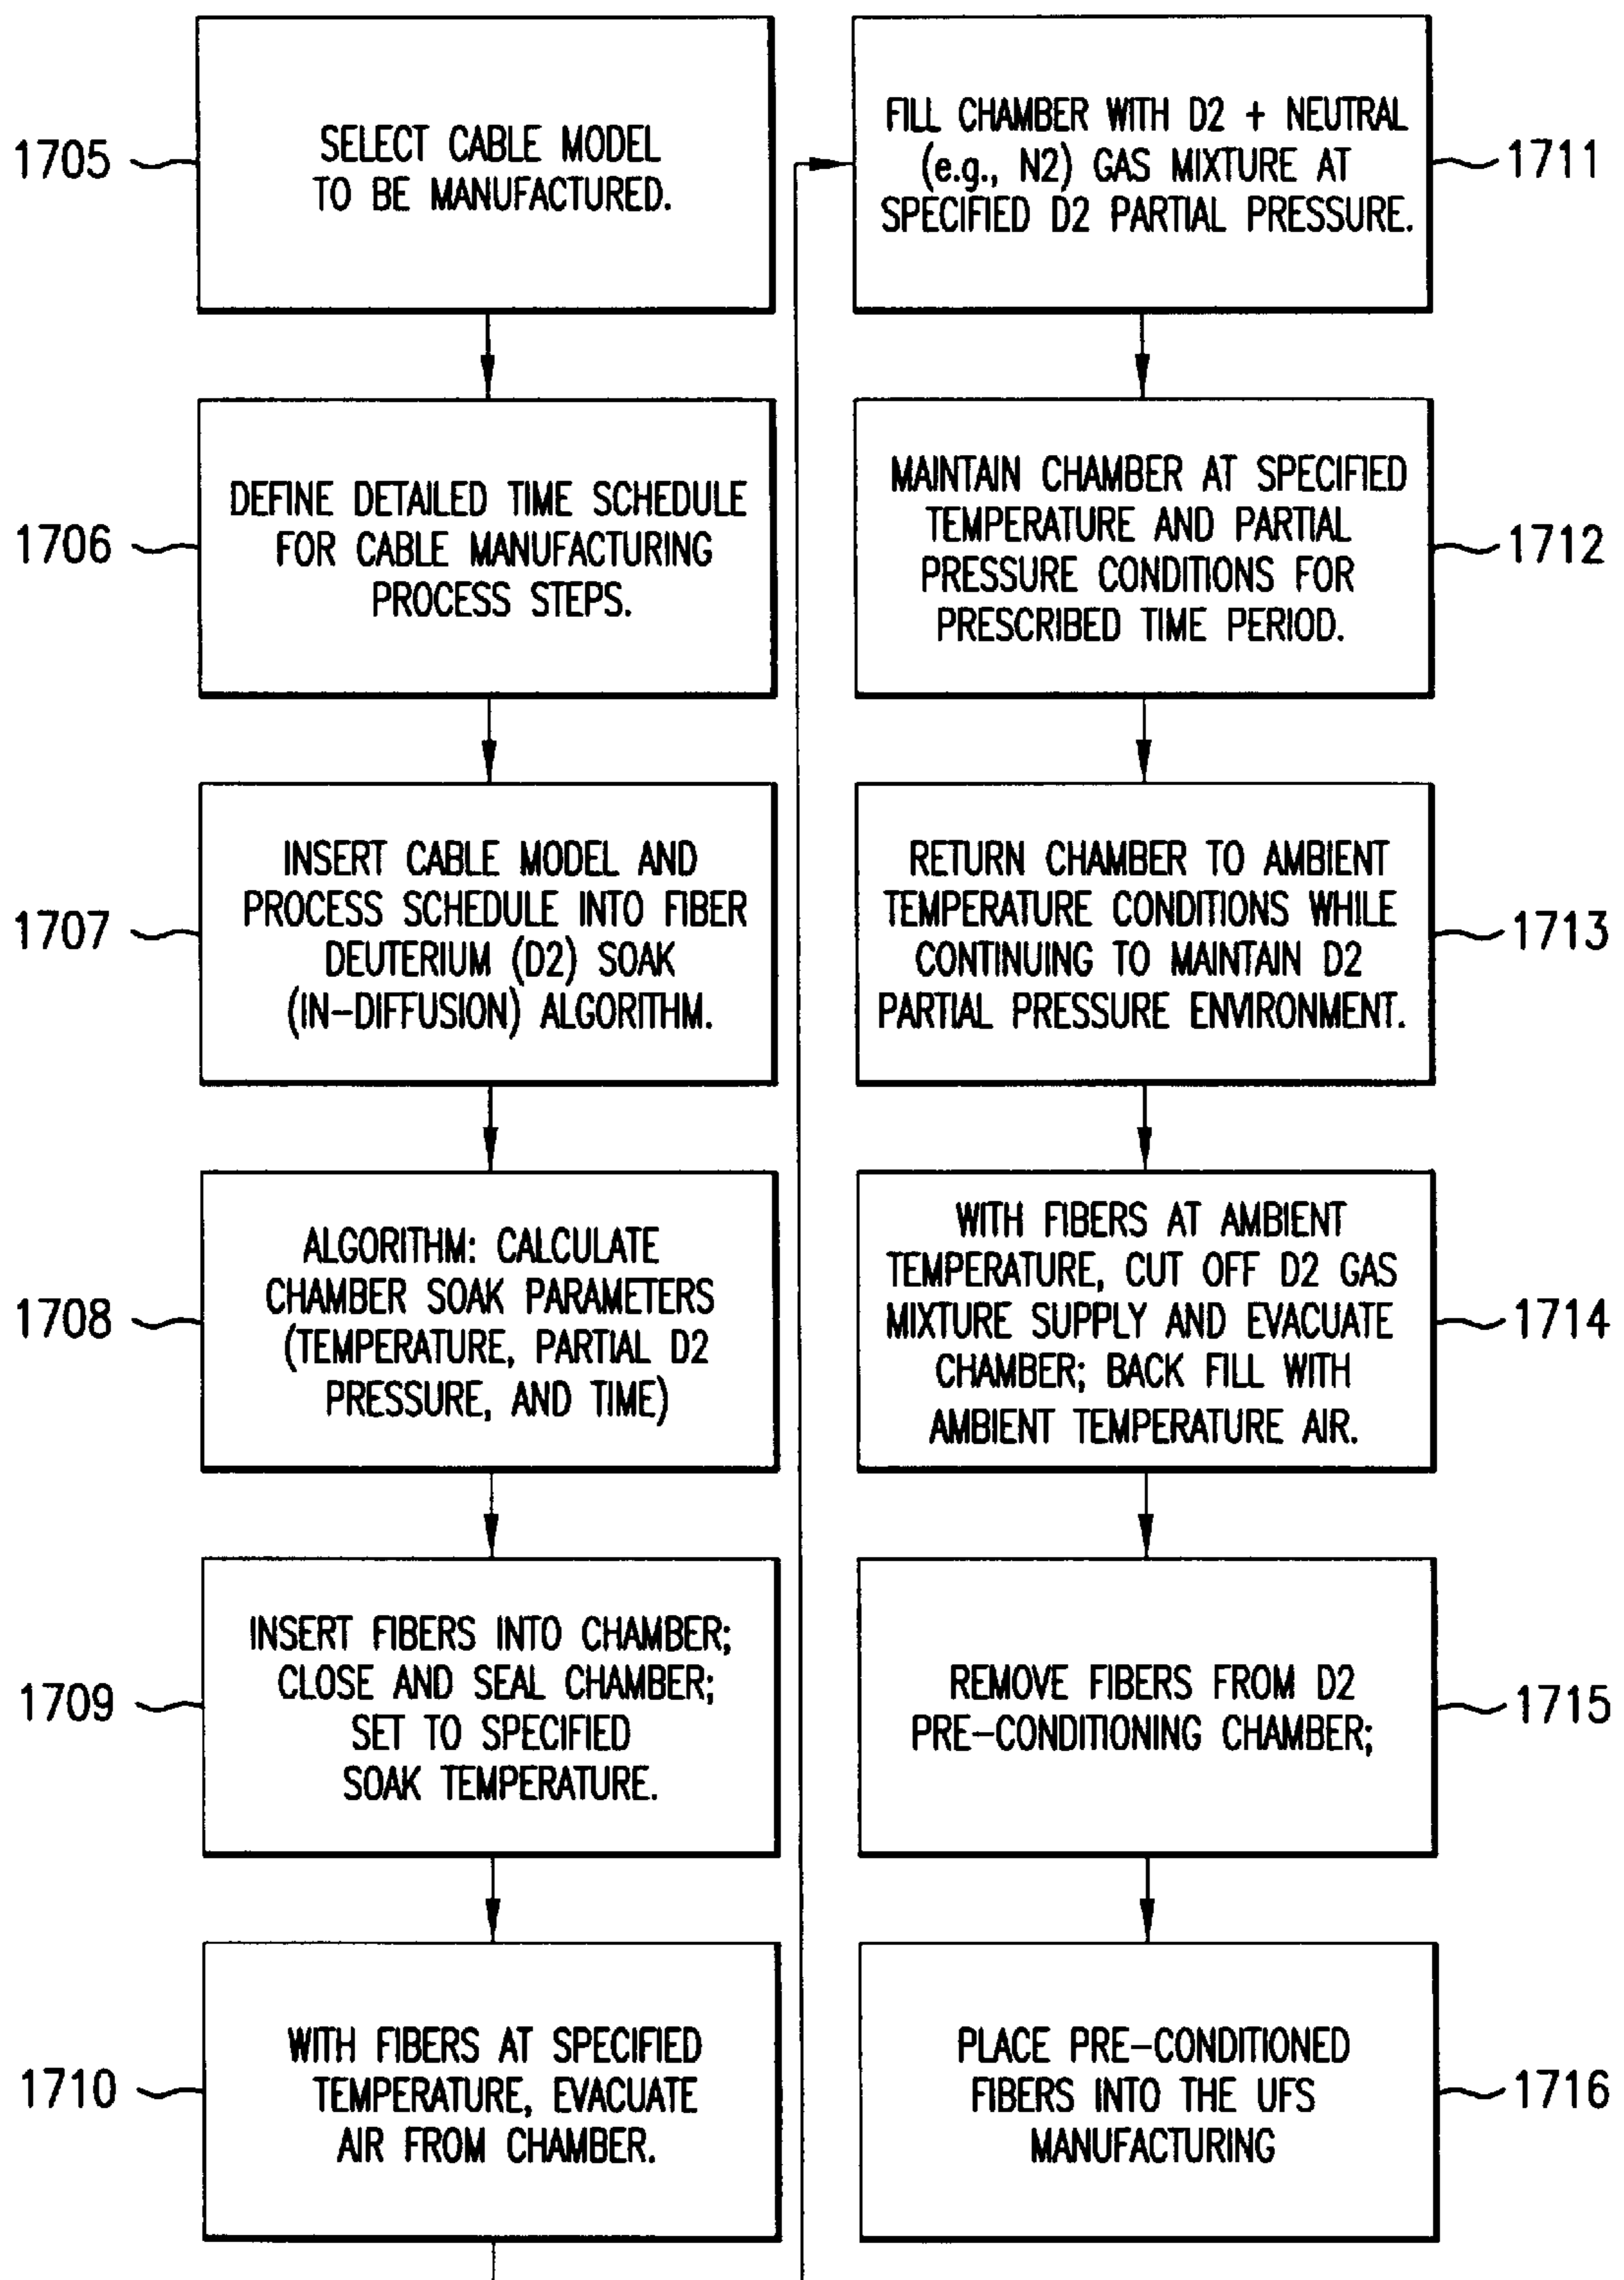 1705
SELECT CABLE MODEL
TO BE MANUFACTURED.
1706
DEFINE DETAILED TIME SCHEDULE
FOR CABLE MANUFACTURING
PROCESS STEPS.
1707
INSERT CABLE MODEL AND
PROCESS SCHEDULE INTO FIBER
DEUTERIUM (D2) SOAK
(IN-DIFFUSION) ALGORITHM.
1708
ALGORITHM: CALCULATE
CHAMBER SOAK PARAMETERS
(TEMPERATURE, PARTIAL D2
PRESSURE, AND TIME)
1709
INSERT FIBERS INTO CHAMBER;
CLOSE AND SEAL CHAMBER;
SET TO SPECIFIED
SOAK TEMPERATURE.
1710
WITH FIBERS AT SPECIFIED
TEMPERATURE, EVACUATE
AIR FROM CHAMBER.
FILL CHAMBER WITH D2 + NEUTRAL
(e.g., N2) GAS MIXTURE AT
SPECIFIED D2 PARTIAL PRESSURE.
1711
MAINTAIN CHAMBER AT SPECIFIED
TEMPERATURE AND PARTIAL
PRESSURE CONDITIONS FOR
PRESCRIBED TIME PERIOD.
1712
RETURN CHAMBER TO AMBIENT
TEMPERATURE CONDITIONS WHILE
CONTINUING TO MAINTAIN D2
PARTIAL PRESSURE ENVIRONMENT.
1713
WITH FIBERS AT AMBIENT
TEMPERATURE, CUT OFF D2 GAS
MIXTURE SUPPLY AND EVACUATE
CHAMBER; BACK FILL WITH
AMBIENT TEMPERATURE AIR.
1714
REMOVE FIBERS FROM D2
PRE-CONDITIONING CHAMBER;
1715
PLACE PRE-CONDITIONED
FIBERS INTO THE UFS
MANUFACTURING
1716